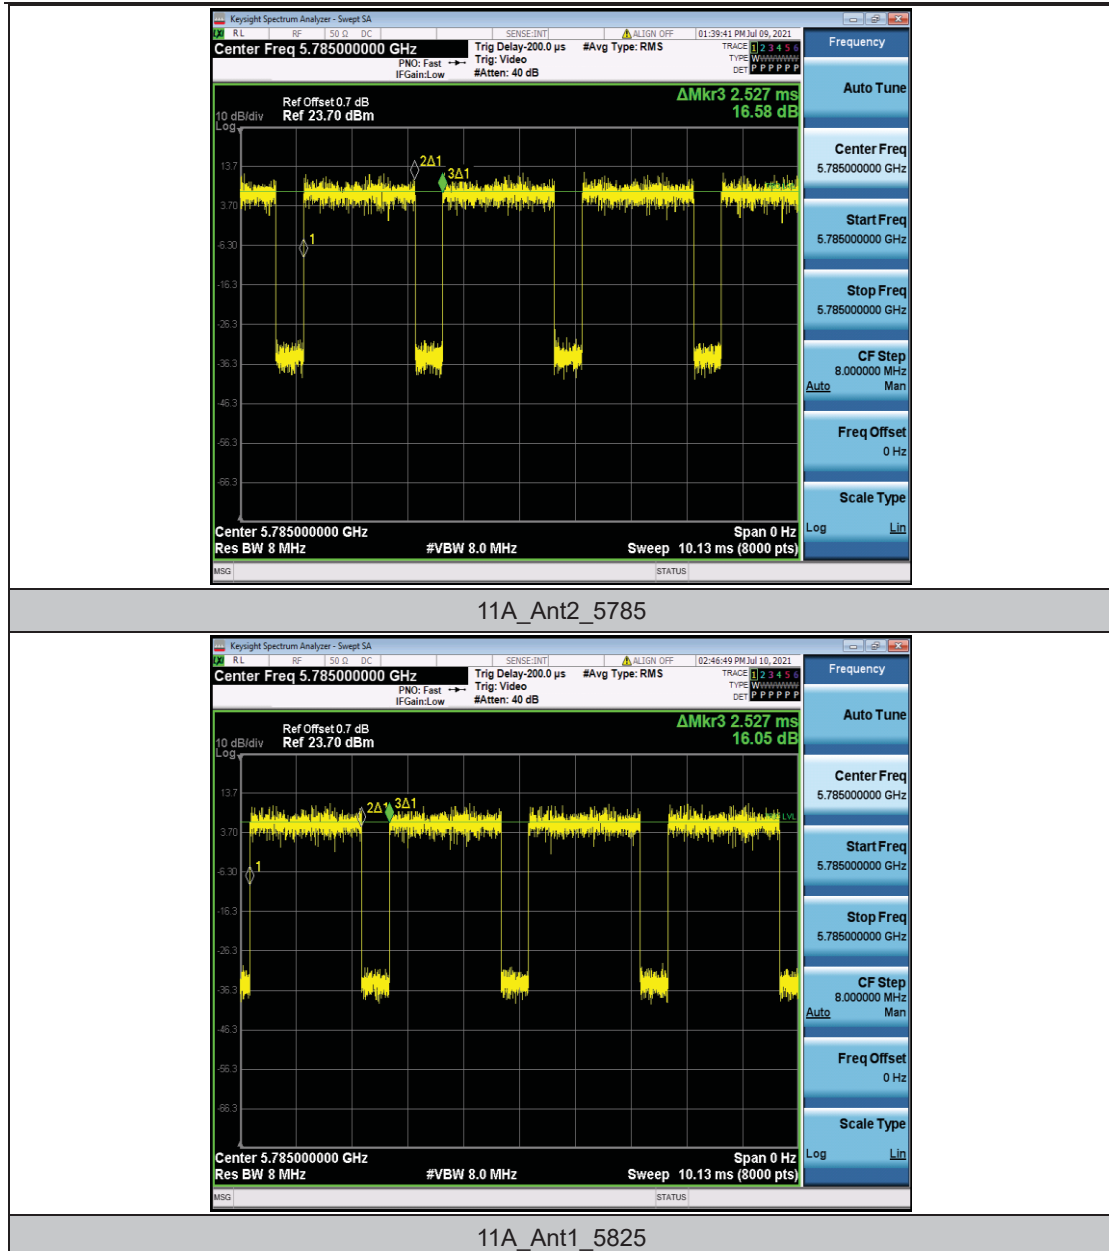 Keysight Spectrum Analyzer - Swept SA
RL RF 50 Ω DC SENSE:INT ALIGN OFF 01:39:41 PM Jul 09, 2021
Center Freq 5.785000000 GHz
Trig Delay-200.0 µs #Avg Type: RMS TRACE 1 2 3 4 5 6
PNO: Fast Trig: Video TYPE W
IFGain:Low #Atten: 40 dB DET P P P P P P
ΔMkr3 2.527 ms
16.58 dB
Ref Offset 0.7 dB
10 dB/div Ref 23.70 dBm
Log
13.7
3.70
-6.30
-16.3
-26.3
-36.3
-46.3
-56.3
-66.3
2Δ1
3Δ1
1
Center 5.785000000 GHz Span 0 Hz
Res BW 8 MHz #VBW 8.0 MHz Sweep 10.13 ms (8000 pts)
MSG STATUS
Frequency
Auto Tune
Center Freq
5.785000000 GHz
Start Freq
5.785000000 GHz
Stop Freq
5.785000000 GHz
CF Step
8.000000 MHz
Auto Man
Freq Offset
0 Hz
Scale Type
Log Lin
11A_Ant2_5785
Keysight Spectrum Analyzer - Swept SA
RL RF 50 Ω DC SENSE:INT ALIGN OFF 02:46:49 PM Jul 10, 2021
Center Freq 5.785000000 GHz
Trig Delay-200.0 µs #Avg Type: RMS TRACE 1 2 3 4 5 6
PNO: Fast Trig: Video TYPE W
IFGain:Low #Atten: 40 dB DET P P P P P P
ΔMkr3 2.527 ms
16.05 dB
Ref Offset 0.7 dB
10 dB/div Ref 23.70 dBm
Log
13.7
3.70
-6.30
-16.3
-26.3
-36.3
-46.3
-56.3
-66.3
2Δ1
3Δ1
LVL
1
Center 5.785000000 GHz Span 0 Hz
Res BW 8 MHz #VBW 8.0 MHz Sweep 10.13 ms (8000 pts)
MSG STATUS
Frequency
Auto Tune
Center Freq
5.785000000 GHz
Start Freq
5.785000000 GHz
Stop Freq
5.785000000 GHz
CF Step
8.000000 MHz
Auto Man
Freq Offset
0 Hz
Scale Type
Log Lin
11A_Ant1_5825